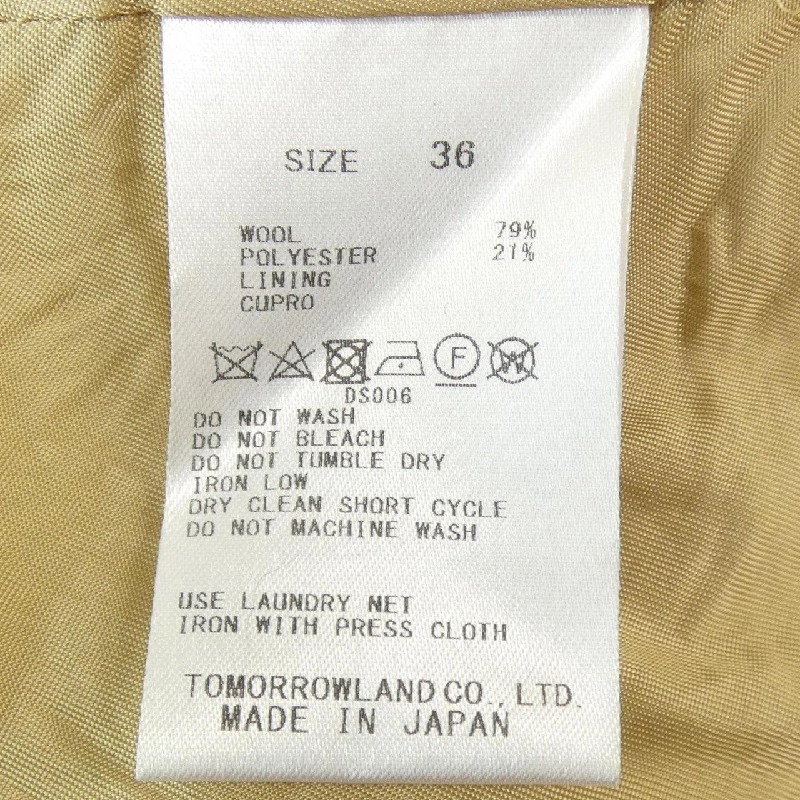 SIZE 36
WOOL 79%
POLYESTER 21%
LINING
CUPRO
F W
DS006
DO NOT WASH
DO NOT BLEACH
DO NOT TUMBLE DRY
IRON LOW
DRY CLEAN SHORT CYCLE
DO NOT MACHINE WASH
USE LAUNDRY NET
IRON WITH PRESS CLOTH
TOMORROWLAND CO., LTD.
MADE IN JAPAN